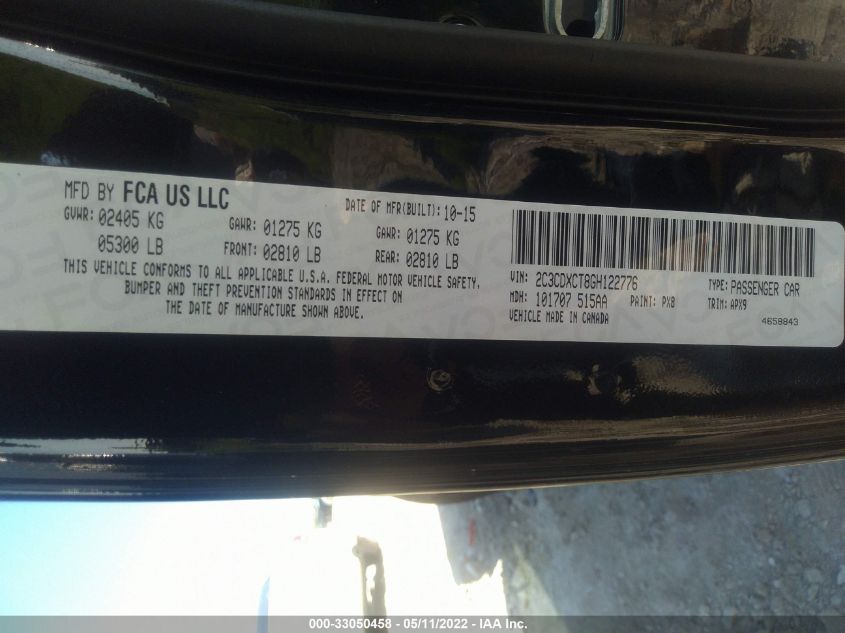 MFD BY FCA US LLC
DATE OF MFR(BUILT): 10-15
GVWR: 02405 KG
GAWR: 01275 KG
GAWR: 01275 KG
05300 LB
FRONT: 02810 LB
REAR: 02810 LB
THIS VEHICLE CONFORMS TO ALL APPLICABLE U.S.A. FEDERAL MOTOR VEHICLE SAFETY,
BUMPER AND THEFT PREVENTION STANDARDS IN EFFECT ON
THE DATE OF MANUFACTURE SHOWN ABOVE.
VIN: 2C3CDXCT8GH122776
TYPE: PASSENGER CAR
MDH: 101707 515AA
PAINT: PX8
TRIM: APX9
VEHICLE MADE IN CANADA
4658843
000-33050458 - 05/11/2022 - IAA Inc.